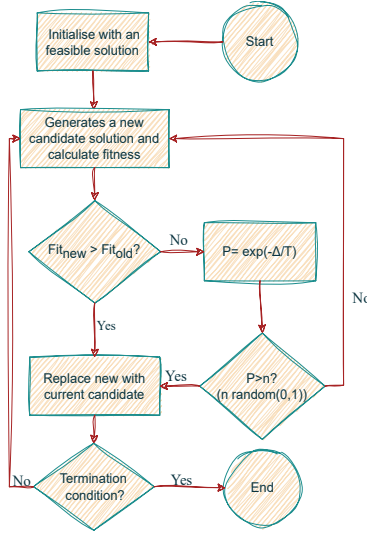 Initialise with an
feasible solution
Start
Generates a new
candidate solution and
calculate fitness
Fitnew > Fitold?
No
P= exp(-Δ/T)
No
Yes
Replace new with
current candidate
Yes
P>n?
(n random(0,1))
No
Termination
condition?
Yes
End